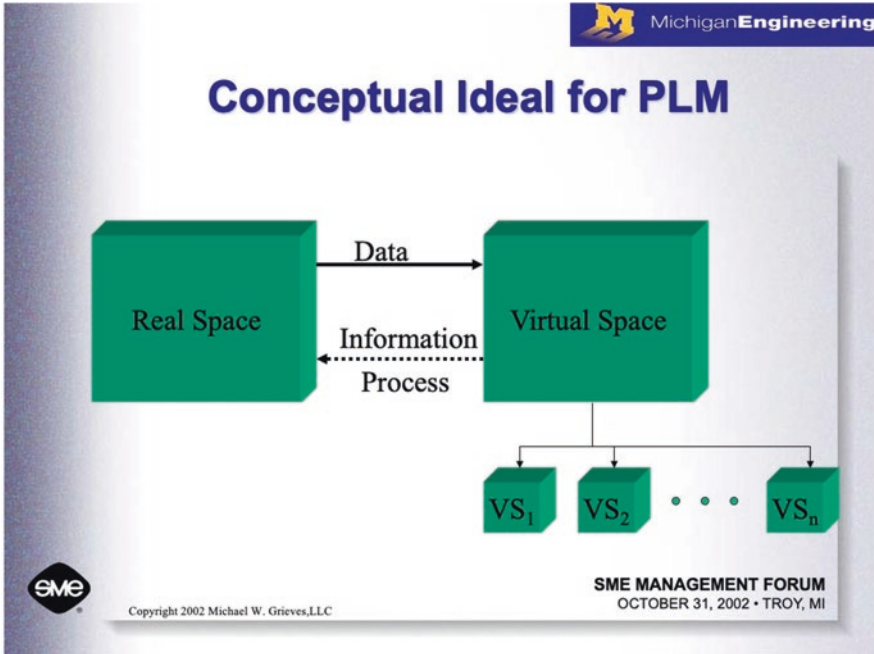 M MichiganEngineering
Conceptual Ideal for PLM
Data
Real Space
Virtual Space
Information
Process
VS1
VS2
VSn
SME
SME MANAGEMENT FORUM
OCTOBER 31, 2002 • TROY, MI
Copyright 2002 Michael W. Grieves,LLC